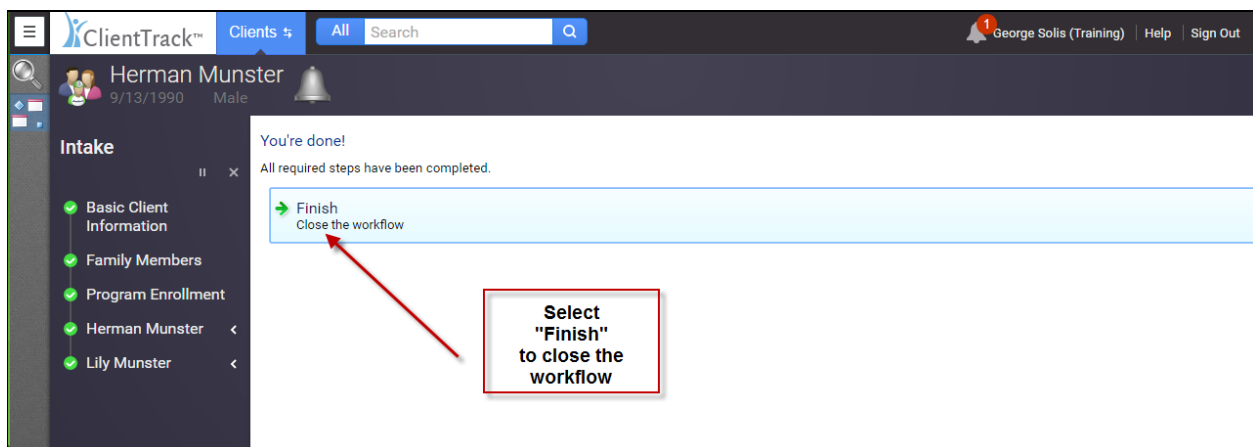 ClientTrack™
Clients
All
Search
1
George Solis (Training)
Help
Sign Out
Herman Munster
9/13/1990 Male
Intake
Basic Client
Information
Family Members
Program Enrollment
Herman Munster
Lily Munster
You're done!
All required steps have been completed.
Finish
Close the workflow
Select
"Finish"
to close the
workflow